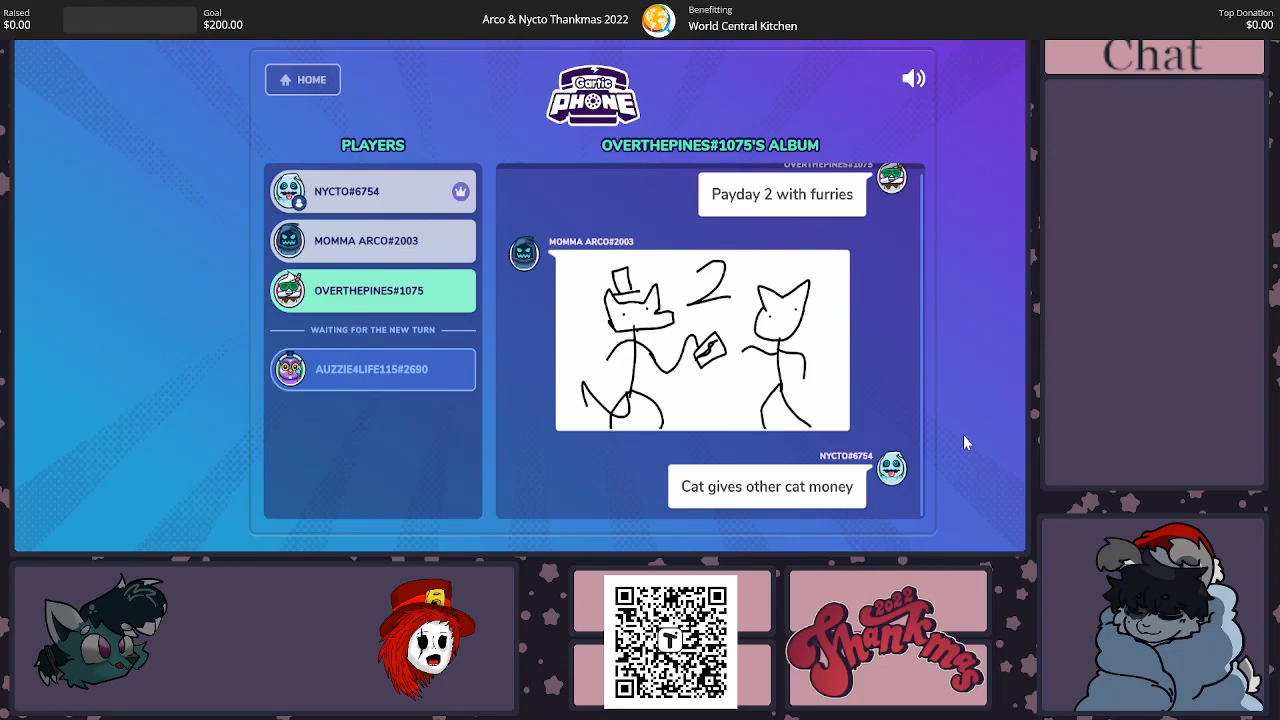 Raised
$0.00
Goal
$200.00
Arco & Nycto Thankmas 2022
Benefitting
World Central Kitchen
Top Donation
$0.00
Chat
HOME
Gartic
PHONE
PLAYERS
OVERTHEPINES#1075'S ALBUM
NYCTO#6754
MOMMA ARCO#2003
OVERTHEPINES#1075
WAITING FOR THE NEW TURN
AUZZIE4LIFE115#2690
OVERTHEPINES#1075
Payday 2 with furries
MOMMA ARCO#2003
2
NYCTO#6754
Cat gives other cat money
T
2022
Thankmas